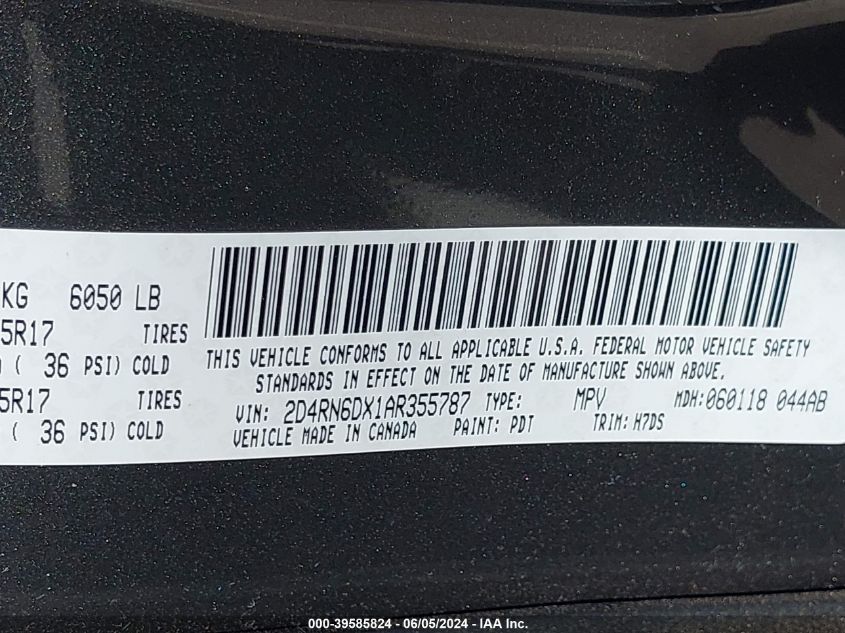 KG 6050 LB
5R17 TIRES
( 36 PSI) COLD
5R17 TIRES
( 36 PSI) COLD
THIS VEHICLE CONFORMS TO ALL APPLICABLE U.S.A. FEDERAL MOTOR VEHICLE SAFETY
STANDARDS IN EFFECT ON THE DATE OF MANUFACTURE SHOWN ABOVE.
VIN: 2D4RN6DX1AR355787 TYPE: MPV MDH:060118 044AB
VEHICLE MADE IN CANADA PAINT: PDT TRIM: H7DS
000-39585824 - 06/05/2024 - IAA Inc.